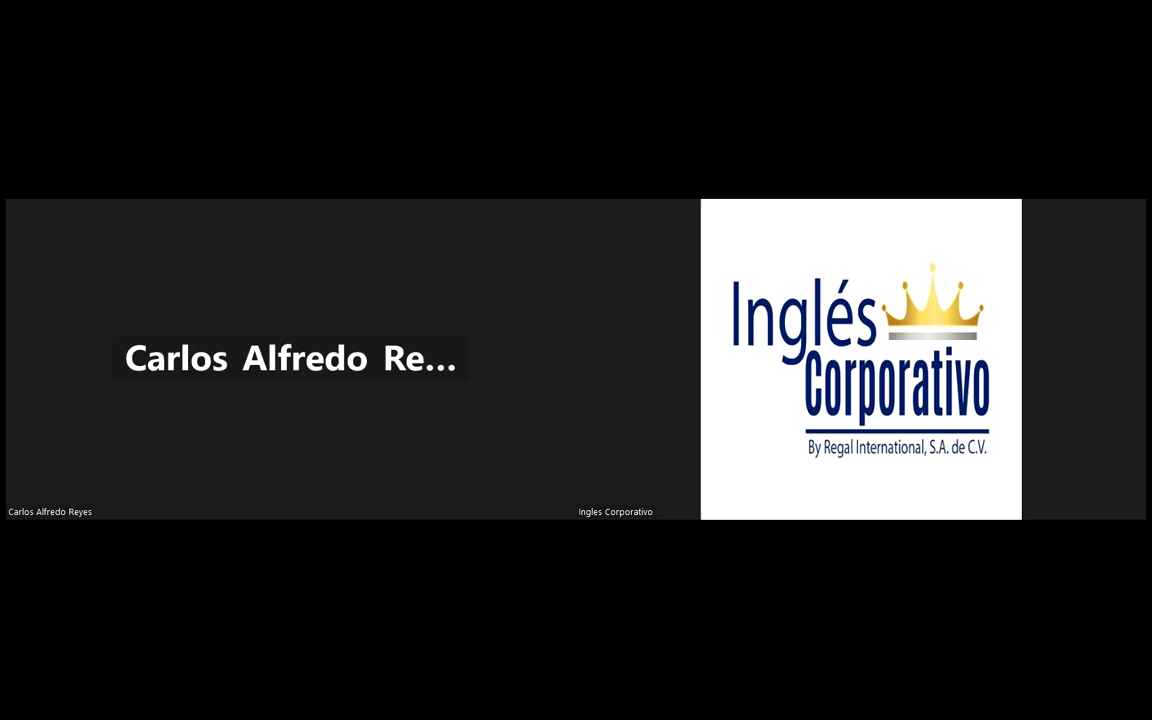 Carlos Alfredo Re...
Carlos Alfredo Reyes
Inglés
Corporativo
By Regal International, S.A. de C.V.
Ingles Corporativo